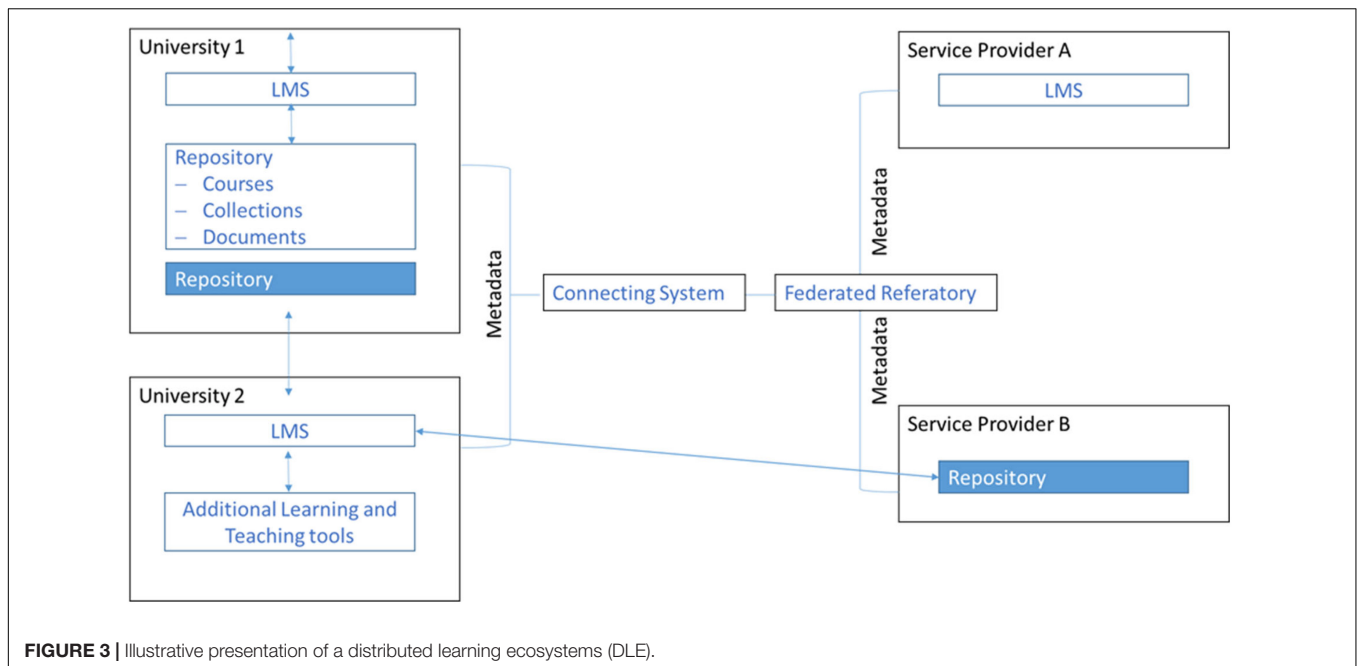 University 1
LMS
Repository
– Courses
– Collections
– Documents
Repository
University 2
LMS
Additional Learning and
Teaching tools
Metadata
Connecting System
Federated Referatory
Metadata
Metadata
Service Provider A
LMS
Service Provider B
Repository
FIGURE 3 | Illustrative presentation of a distributed learning ecosystems (DLE).